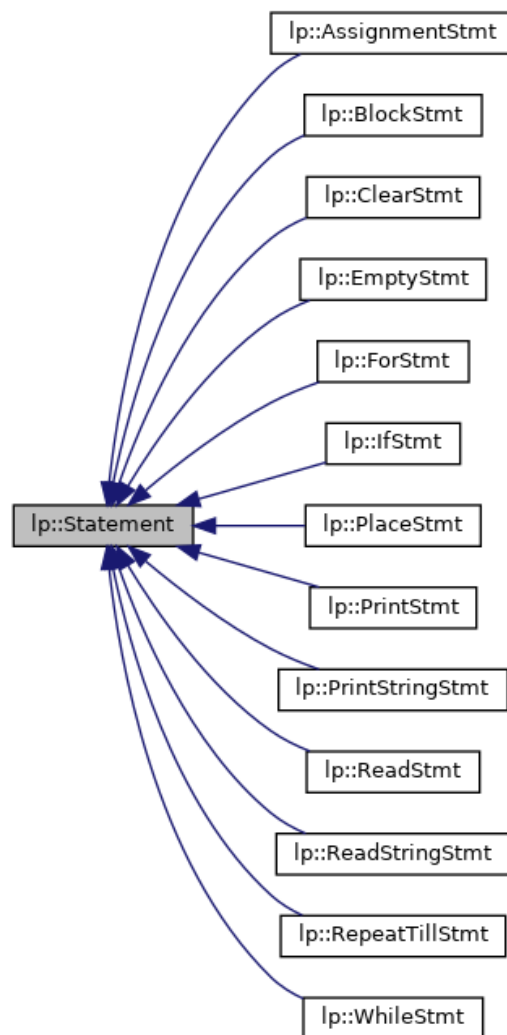 lp::AssignmentStmt
lp::BlockStmt
lp::ClearStmt
lp::EmptyStmt
lp::ForStmt
lp::IfStmt
lp::Statement
lp::PlaceStmt
lp::PrintStmt
lp::PrintStringStmt
lp::ReadStmt
lp::ReadStringStmt
lp::RepeatTillStmt
lp::WhileStmt